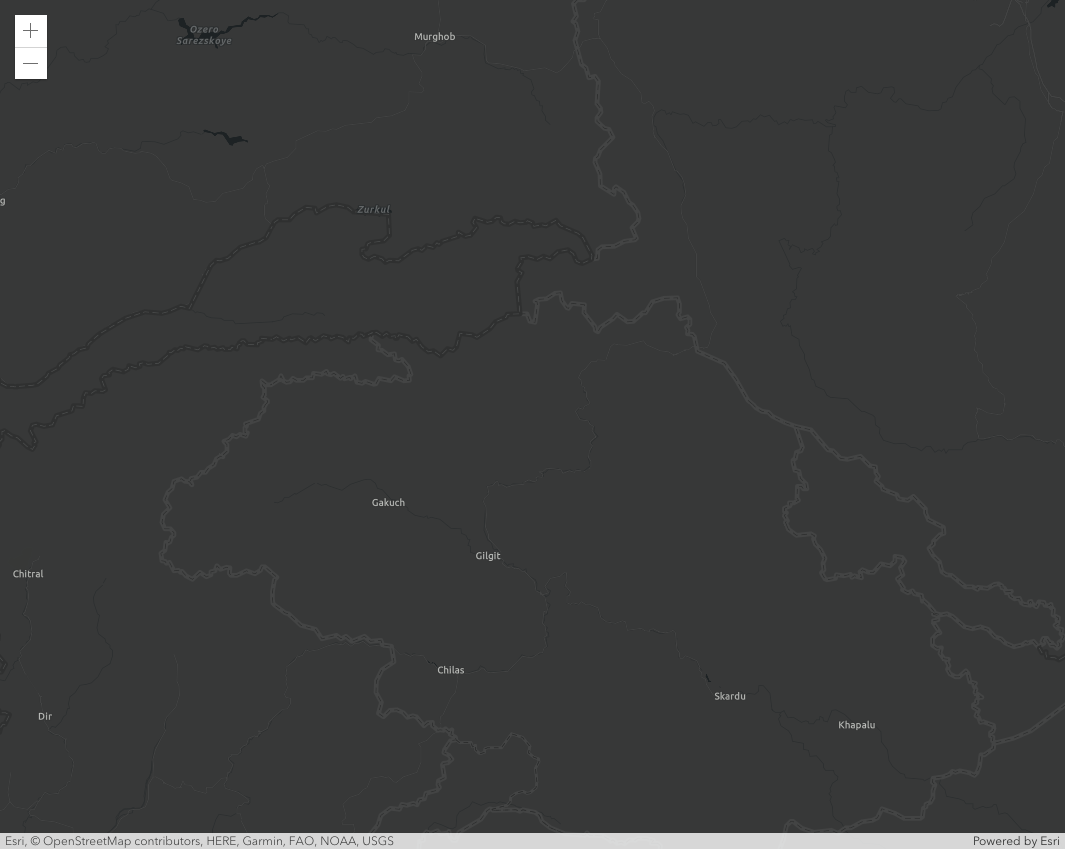 Ozero
Sarezskoye
Murghob
g
Zurkul
Gakuch
Gilgit
Chitral
Chilas
Skardu
Dir
Khapalu
Esri, © OpenStreetMap contributors, HERE, Garmin, FAO, NOAA, USGS
Powered by Esri